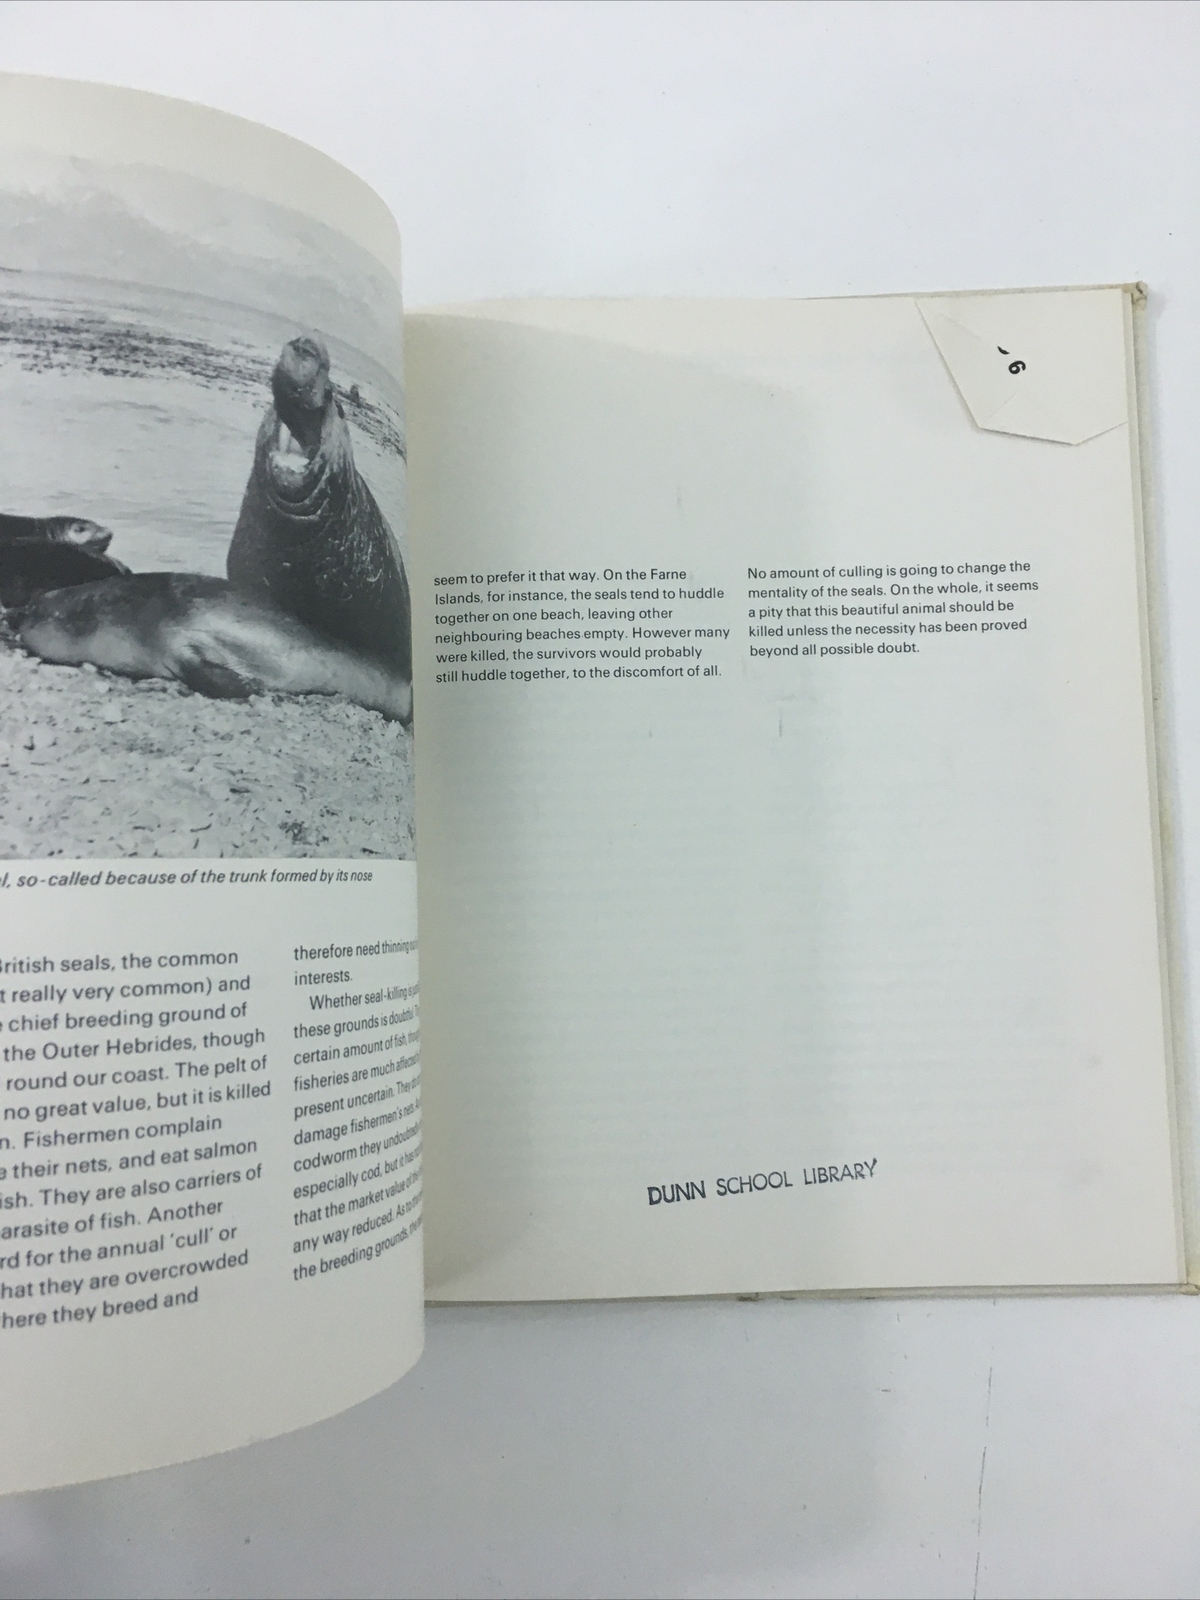 l, so-called because of the trunk formed by its nose
British seals, the common
t really very common) and
e chief breeding ground of
the Outer Hebrides, though
round our coast. The pelt of
no great value, but it is killed
n. Fishermen complain
e their nets, and eat salmon
ish. They are also carriers of
arasite of fish. Another
rd for the annual 'cull' or
hat they are overcrowded
here they breed and
therefore need thinning
interests.
Whether seal-killing is
these grounds is doubtful.
certain amount of fish,
fisheries are much affected
present uncertain. They do
damage fishermen's nets.
codworm they undoubtedly
especially cod, but it has
that the market value of the
any way reduced. As to
the breeding grounds,
6
seem to prefer it that way. On the Farne
Islands, for instance, the seals tend to huddle
together on one beach, leaving other
neighbouring beaches empty. However many
were killed, the survivors would probably
still huddle together, to the discomfort of all.
No amount of culling is going to change the
mentality of the seals. On the whole, it seems
a pity that this beautiful animal should be
killed unless the necessity has been proved
beyond all possible doubt.
DUNN SCHOOL LIBRARY